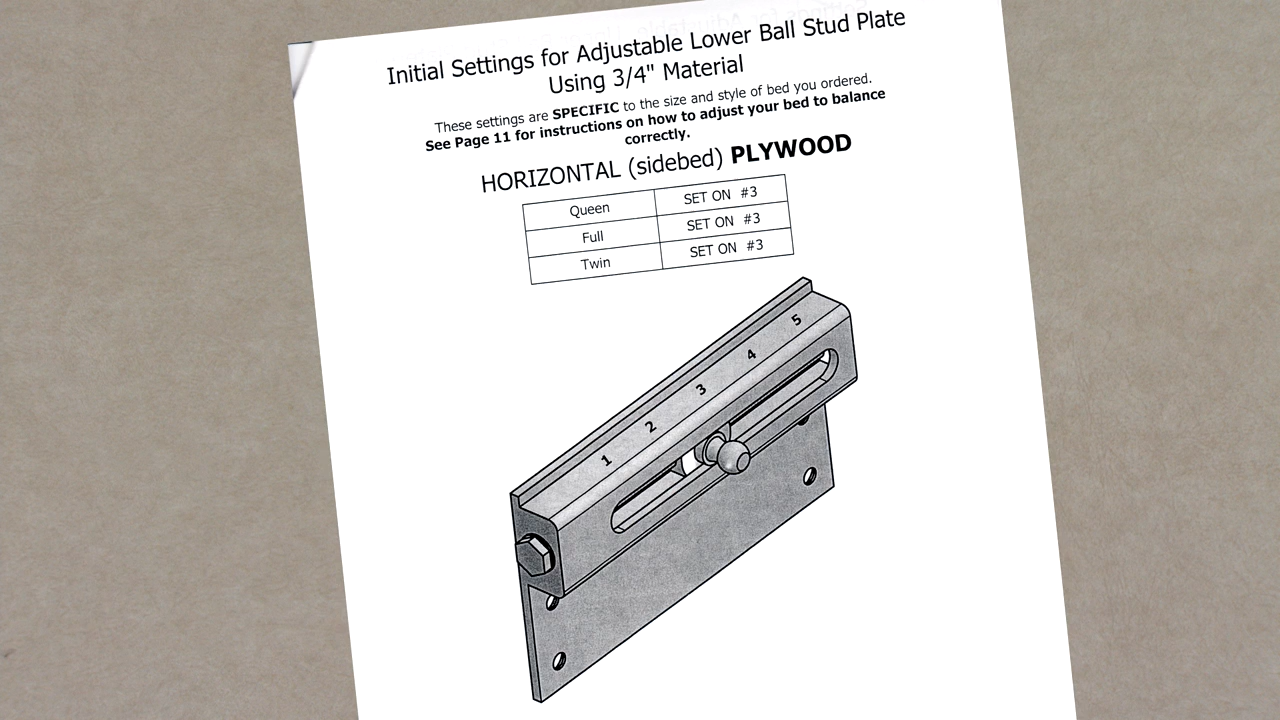 Initial Settings for Adjustable Lower Ball Stud Plate
Using 3/4" Material
These settings are SPECIFIC to the size and style of bed you ordered.
See Page 11 for instructions on how to adjust your bed to balance
correctly.
HORIZONTAL (sidebed) PLYWOOD
Queen SET ON #3
Full SET ON #3
Twin SET ON #3
1 2 3 4 5